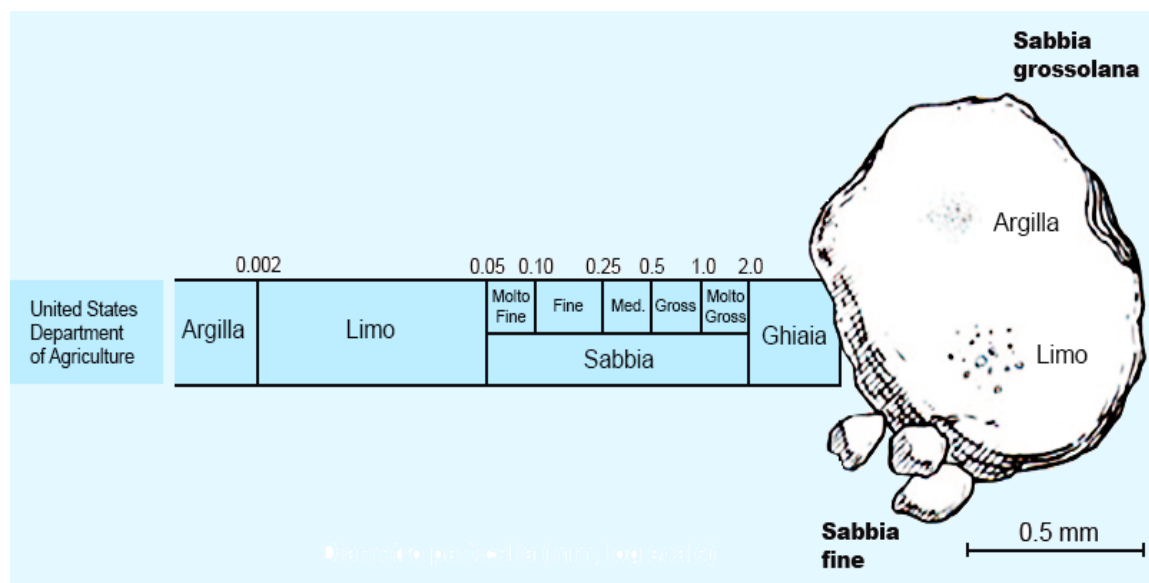 Sabbia
grossolana
Argilla
0.002
0.05
0.10
0.25
0.5
1.0
2.0
United States
Department
of Agriculture
Argilla
Limo
Molto
Fine
Fine
Med.
Gross
Molto
Gross
Sabbia
Ghiaia
Limo
Sabbia
fine
0.5 mm